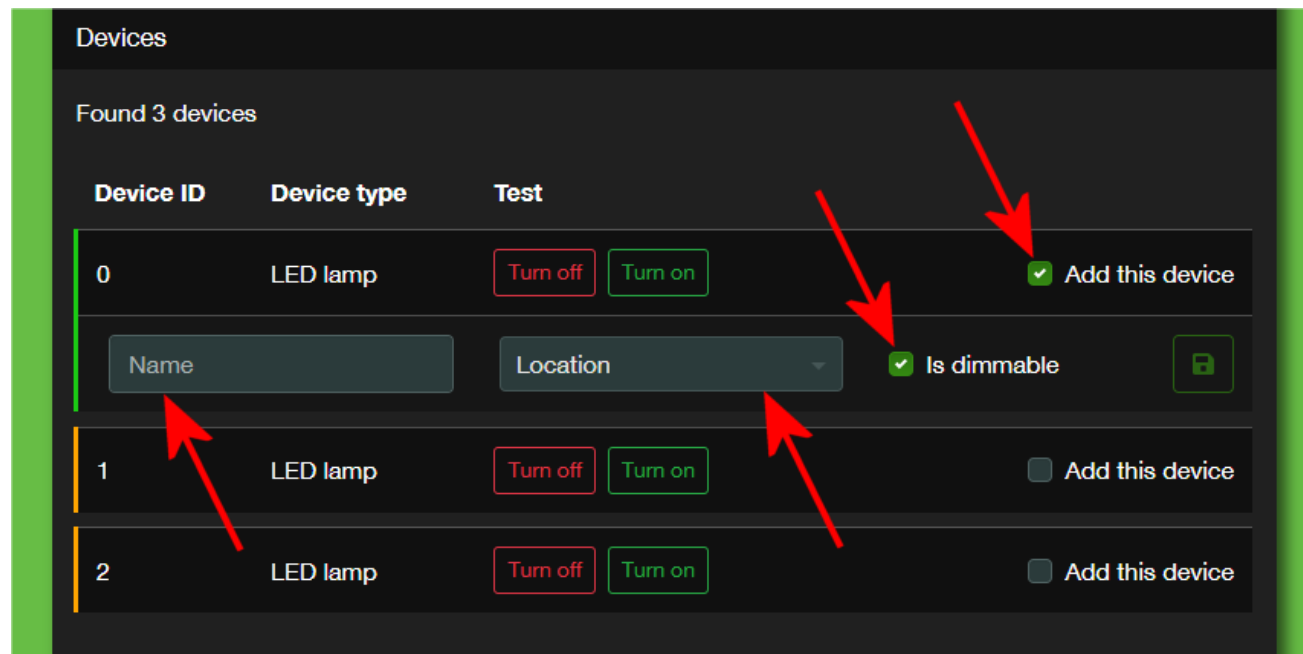 Devices
Found 3 devices
Device ID Device type Test
0 LED lamp Turn off Turn on Add this device
Name Location Is dimmable
1 LED lamp Turn off Turn on Add this device
2 LED lamp Turn off Turn on Add this device